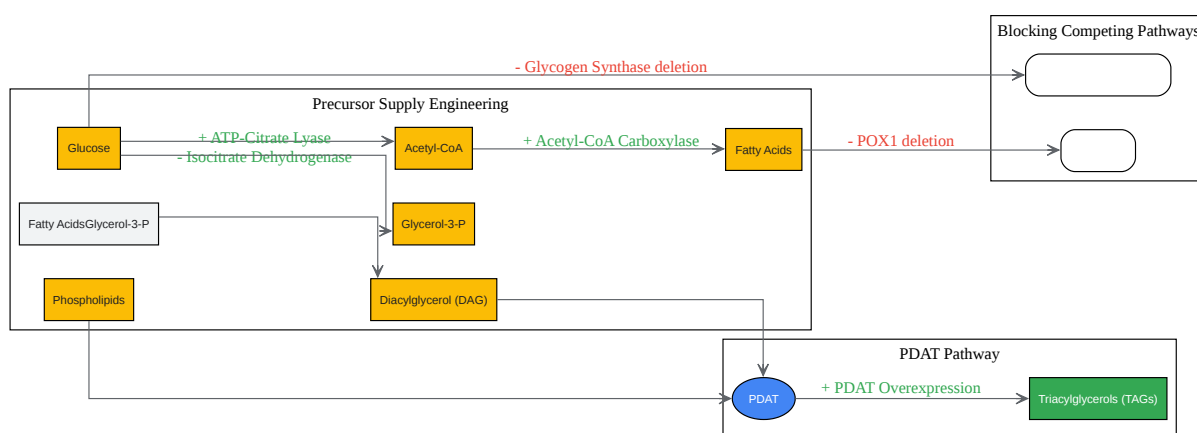 Blocking Competing Pathways
- Glycogen Synthase deletion
Precursor Supply Engineering
Glucose
+ ATP-Citrate Lyase
- Isocitrate Dehydrogenase
Acetyl-CoA
+ Acetyl-CoA Carboxylase
Fatty Acids
- POX1 deletion
Fatty AcidsGlycerol-3-P
Glycerol-3-P
Phospholipids
Diacylglycerol (DAG)
PDAT Pathway
PDAT
+ PDAT Overexpression
Triacylglycerols (TAGs)